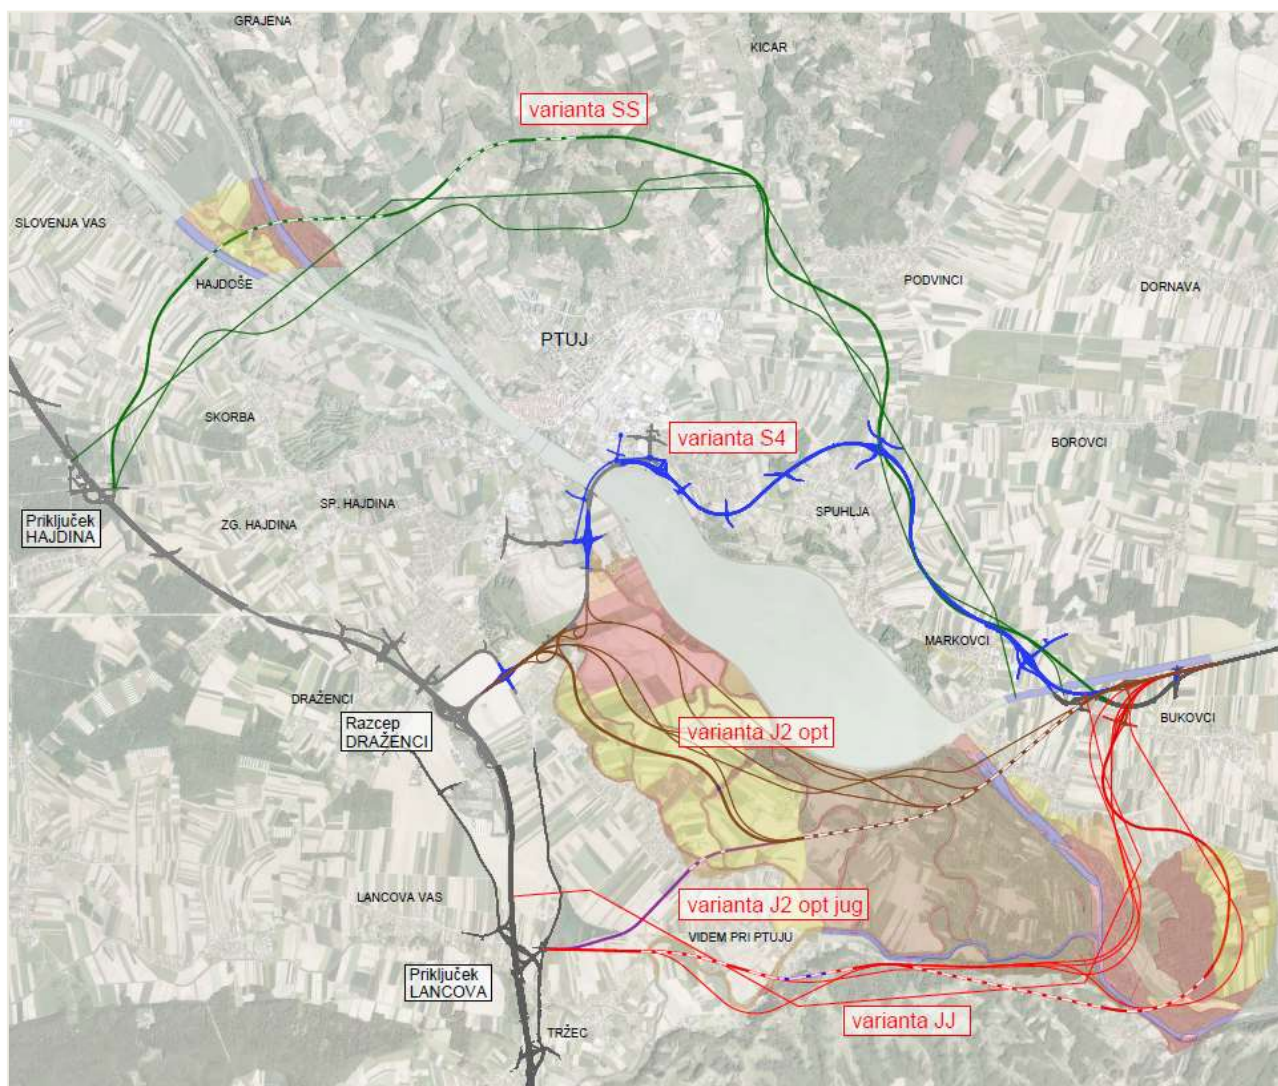 GRAJENA
KICAR
varianta SS
SLOVENJA VAS
HAJDOŠE
PODVINCI
DORNAVA
PTUJ
SKORBA
varianta S4
BOROVCI
SP. HAJDINA
SPUHLJA
Priključek
HAJDINA
ZG. HAJDINA
MARKOVCI
DRAŽENCI
Razcep
DRAŽENCI
varianta J2 opt
BUKOVCI
LANCOVA VAS
varianta J2 opt jug
VIDEM PRI PTUJU
Priključek
LANCOVA
varianta JJ
TRŽEC